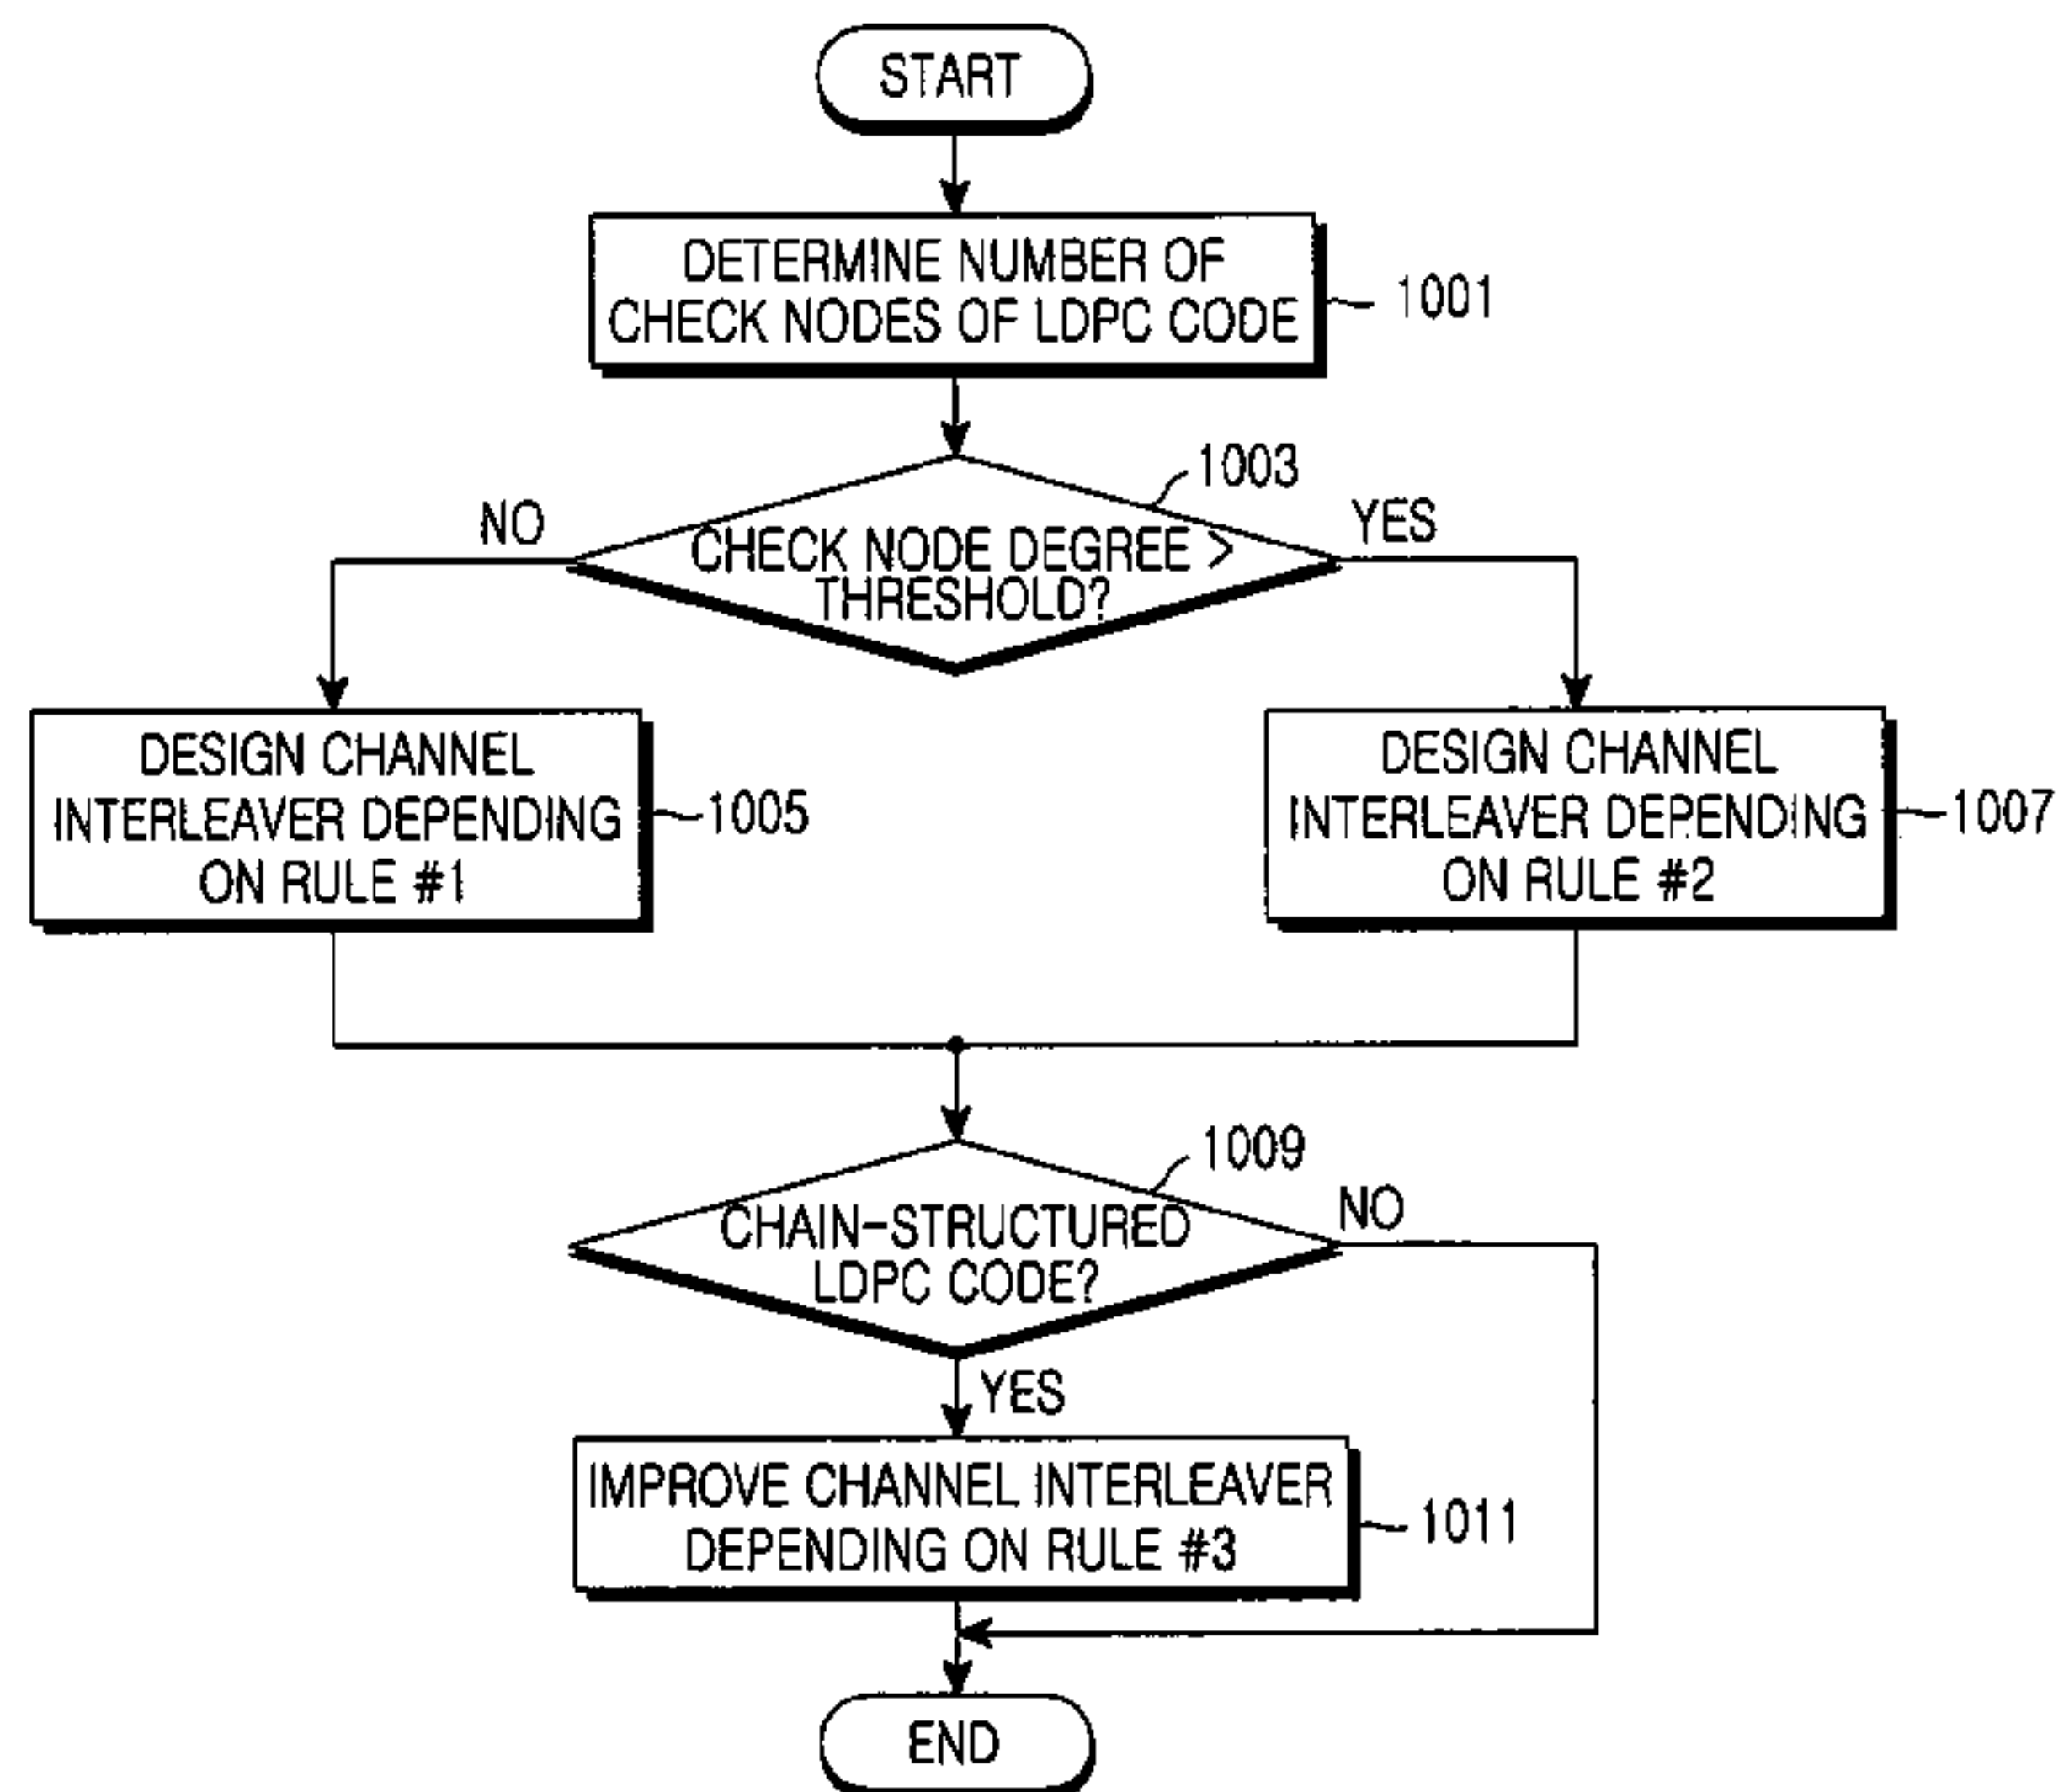 START
DETERMINE NUMBER OF
CHECK NODES OF LDPC CODE
1001
1003
NO
YES
CHECK NODE DEGREE >
THRESHOLD?
DESIGN CHANNEL
INTERLEAVER DEPENDING
ON RULE #1
1005
DESIGN CHANNEL
INTERLEAVER DEPENDING
ON RULE #2
1007
1009
NO
CHAIN-STRUCTURED
LDPC CODE?
YES
IMPROVE CHANNEL INTERLEAVER
DEPENDING ON RULE #3
1011
END